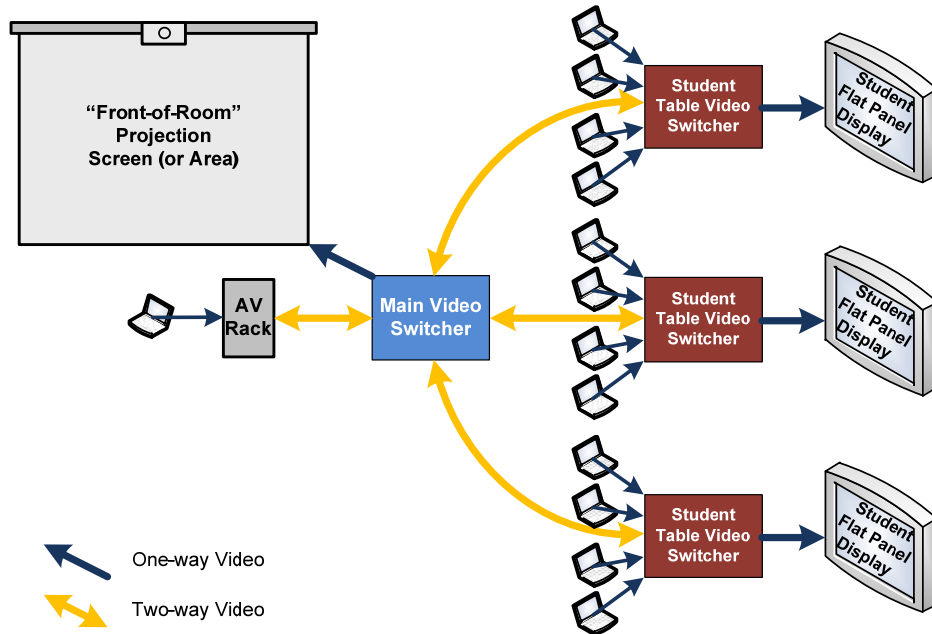 “Front-of-Room”
Projection
Screen (or Area)
AV
Rack
Main Video
Switcher
Student
Table Video
Switcher
Student
Flat Panel
Display
Student
Table Video
Switcher
Student
Flat Panel
Display
Student
Table Video
Switcher
Student
Flat Panel
Display
One-way Video
Two-way Video